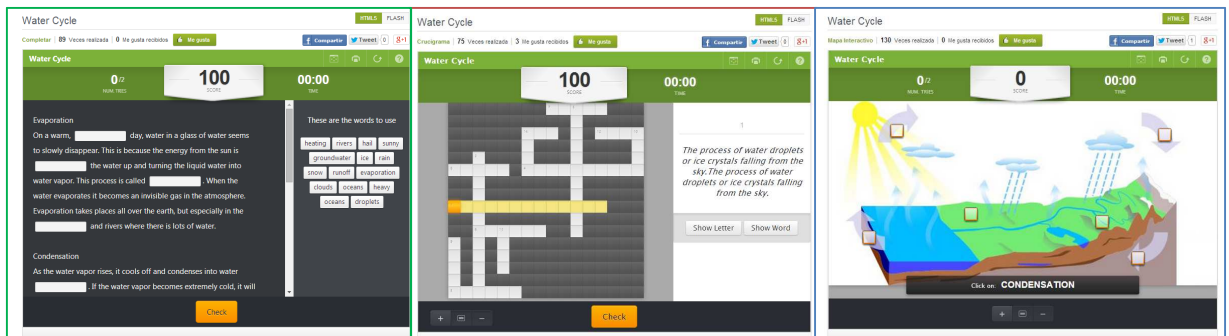 Water Cycle
HTML5 FLASH
Completar | 89 Veces realizada | 0 Me gusta recibidos Me gusta
Compartir Tweet 0 g+1
Water Cycle
0/2
NUM. TRIES
100
SCORE
00:00
TIME
Evaporation
On a warm, day, water in a glass of water seems
to slowly disappear. This is because the energy from the sun is
the water up and turning the liquid water into
water vapor. This process is called . When the
water evaporates it becomes an invisible gas in the atmosphere.
Evaporation takes places all over the earth, but especially in the
and rivers where there is lots of water.
Condensation
As the water vapor rises, it cools off and condenses into water
. If the water vapor becomes extremely cold, it will
These are the words to use
heating rivers hail sunny
groundwater ice rain
snow runoff evaporation
clouds oceans heavy
oceans droplets
Check
Water Cycle
HTML5 FLASH
Crucigrama | 75 Veces realizada | 3 Me gusta recibidos Me gusta
Compartir Tweet 0 g+1
Water Cycle
100
SCORE
00:00
TIME
1
The process of water droplets
or ice crystals falling from the
sky.The process of water
droplets or ice crystals falling
from the sky.
Show Letter Show Word
Check
Water Cycle
HTML5 FLASH
Mapa Interactivo | 130 Veces realizada | 0 Me gusta recibidos Me gusta
Compartir Tweet 1 g+1
Water Cycle
0/2
NUM. TRIES
0
SCORE
00:00
TIME
Click on: CONDENSATION